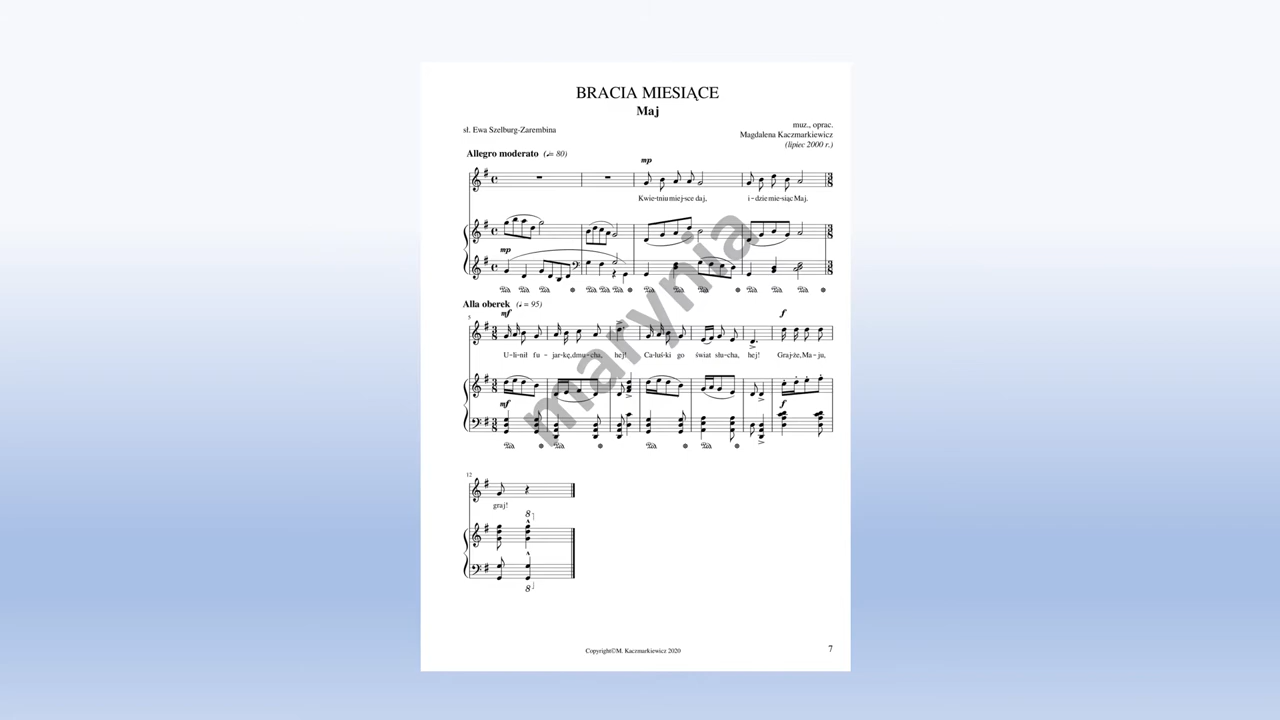 BRACIA MIESIĄCE
Maj
sł. Ewa Szelburg-Zarembina
muz., oprac.
Magdalena Kaczmarkiewicz
(lipiec 2000 r.)
Allegro moderato (♩= 80)
mp
Kwie-tniu miej-sce daj, i-dzie mie-siąc Maj.
mp
Alla oberek (♩. = 95)
5
mf f
U-li-nił fu-jar-kę, dmu-cha, hej! Ca-luś-ki go świat słu-cha, hej! Graj-że, Ma-ju,
mf f
12
graj!
8
8
marynia
Copyright©M. Kaczmarkiewicz 2020
7